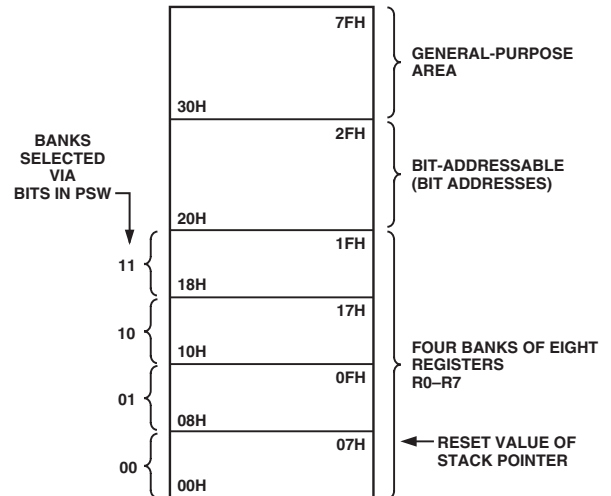 7FH
GENERAL-PURPOSE
AREA
30H
BANKS
SELECTED
VIA
BITS IN PSW
2FH
BIT-ADDRESSABLE
(BIT ADDRESSES)
20H
11
1FH
18H
10
17H
10H
FOUR BANKS OF EIGHT
REGISTERS
R0–R7
01
0FH
08H
00
07H
RESET VALUE OF
STACK POINTER
00H